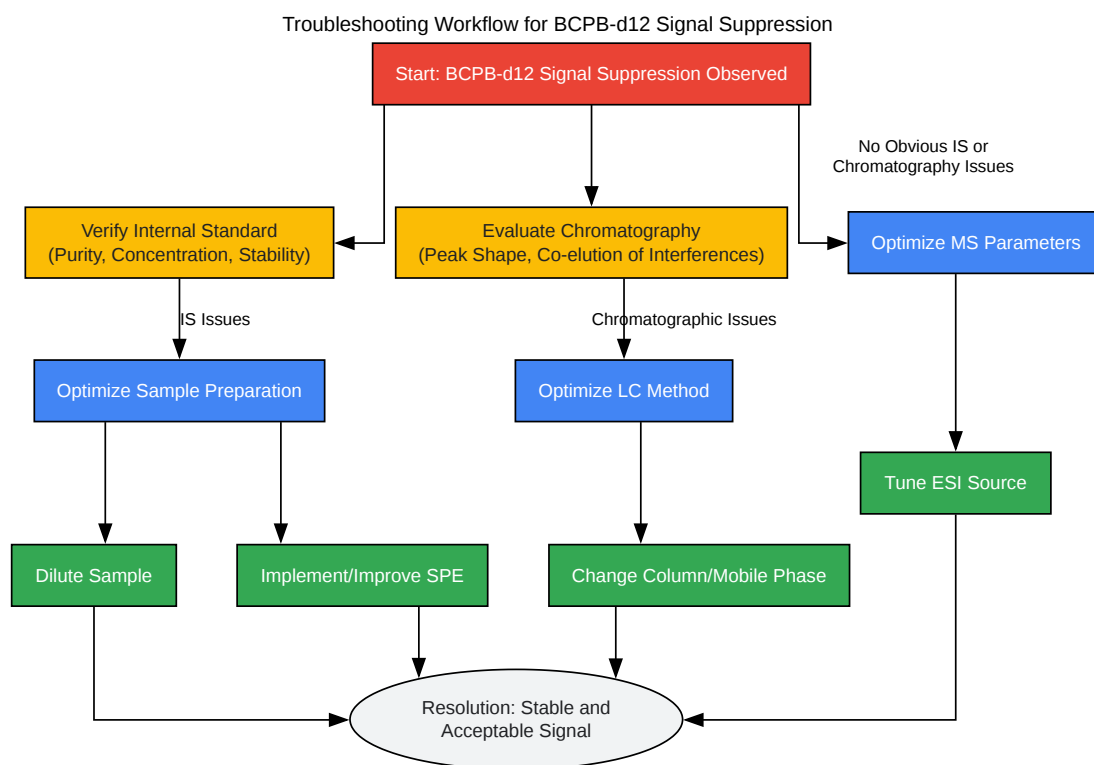 Troubleshooting Workflow for BCPB-d12 Signal Suppression
Start: BCPB-d12 Signal Suppression Observed
No Obvious IS or
Chromatography Issues
Verify Internal Standard
(Purity, Concentration, Stability)
Evaluate Chromatography
(Peak Shape, Co-elution of Interferences)
Optimize MS Parameters
IS Issues
Chromatographic Issues
Optimize Sample Preparation
Optimize LC Method
Tune ESI Source
Dilute Sample
Implement/Improve SPE
Change Column/Mobile Phase
Resolution: Stable and
Acceptable Signal